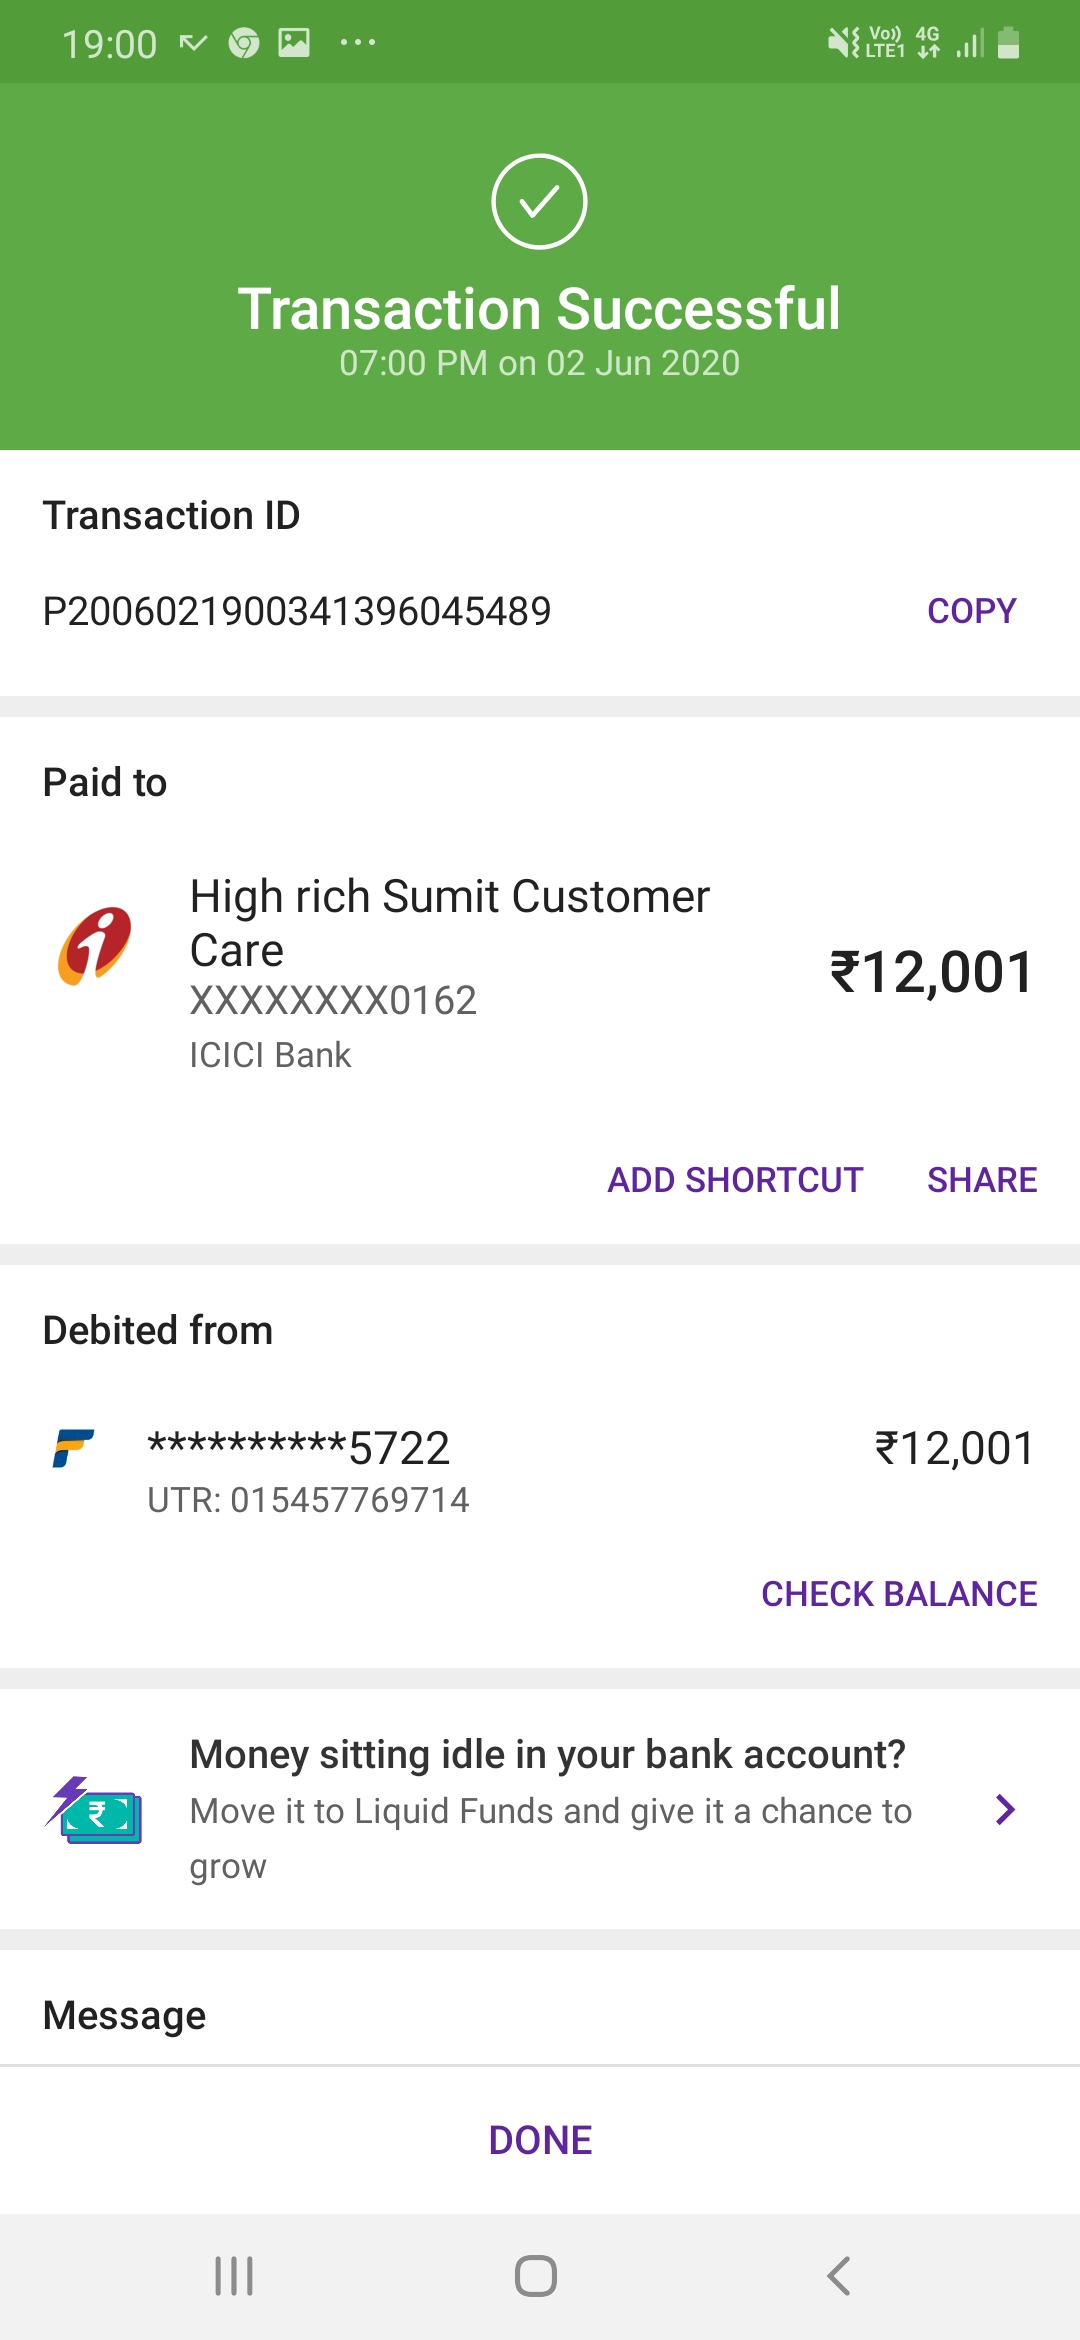 19:00
Vo)) 4G
LTE1
Transaction Successful
07:00 PM on 02 Jun 2020
Transaction ID
P2006021900341396045489 COPY
Paid to
High rich Sumit Customer
Care
₹12,001
XXXXXXXX0162
ICICI Bank
ADD SHORTCUT SHARE
Debited from
**********5722 ₹12,001
UTR: 015457769714
CHECK BALANCE
Money sitting idle in your bank account?
Move it to Liquid Funds and give it a chance to
grow
Message
DONE